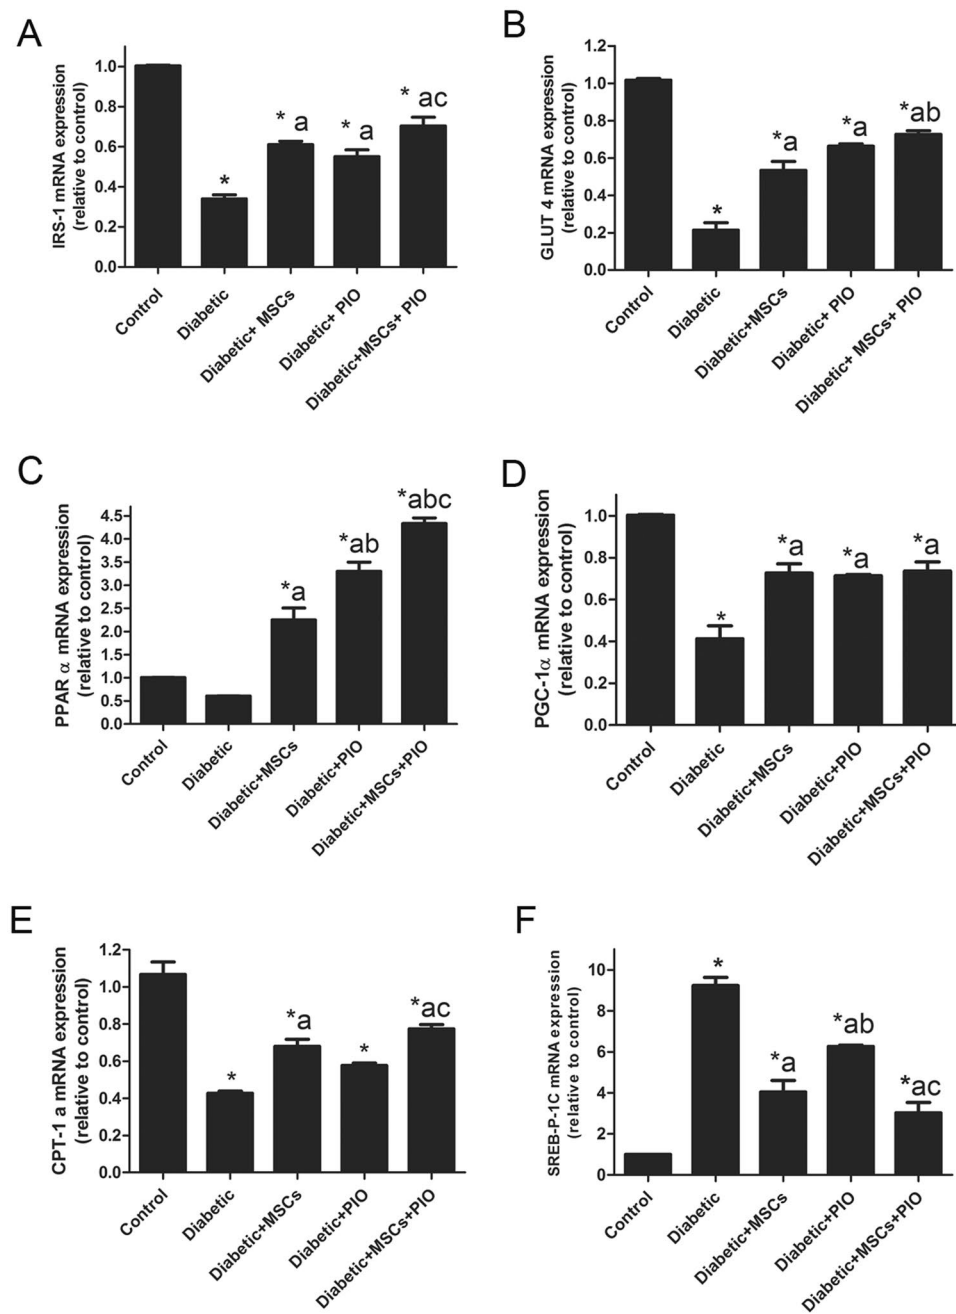 A
IRS-1 mRNA expression
(relative to control)
1.0
0.8
0.6
0.4
0.2
0.0
*
* a
* a
* ac
Control
Diabetic
Diabetic+ MSCs
Diabetic+ PIO
Diabetic+MSCs+ PIO
B
GLUT 4 mRNA expression
(relative to control)
1.2
1.0
0.8
0.6
0.4
0.2
0.0
*
*a
*a
*ab
Control
Diabetic
Diabetic+MSCs
Diabetic+ PIO
Diabetic+ MSCs+ PIO
C
PPAR α mRNA expression
(relative to control)
4.5
4.0
3.5
3.0
2.5
2.0
1.5
1.0
0.5
0.0
*a
*ab
*abc
Control
Diabetic
Diabetic+MSCs
Diabetic+PIO
Diabetic+MSCs+PIO
D
PGC-1α mRNA expression
(relative to control)
1.0
0.8
0.6
0.4
0.2
0.0
*
*a
*a
*a
Control
Diabetic
Diabetic+MSCs
Diabetic+PIO
Diabetic+MSCs+PIO
E
CPT-1 a mRNA expression
(relative to control)
1.2
1.0
0.8
0.6
0.4
0.2
0.0
*
*a
*
*ac
Control
Diabetic
Diabetic+MSCs
Diabetic+PIO
Diabetic+MSCs+PIO
F
SREB-P-1C mRNA expression
(relative to control)
10
8
6
4
2
0
*
*a
*ab
*ac
Control
Diabetic
Diabetic+MSCs
Diabetic+PIO
Diabetic+MSCs+PIO